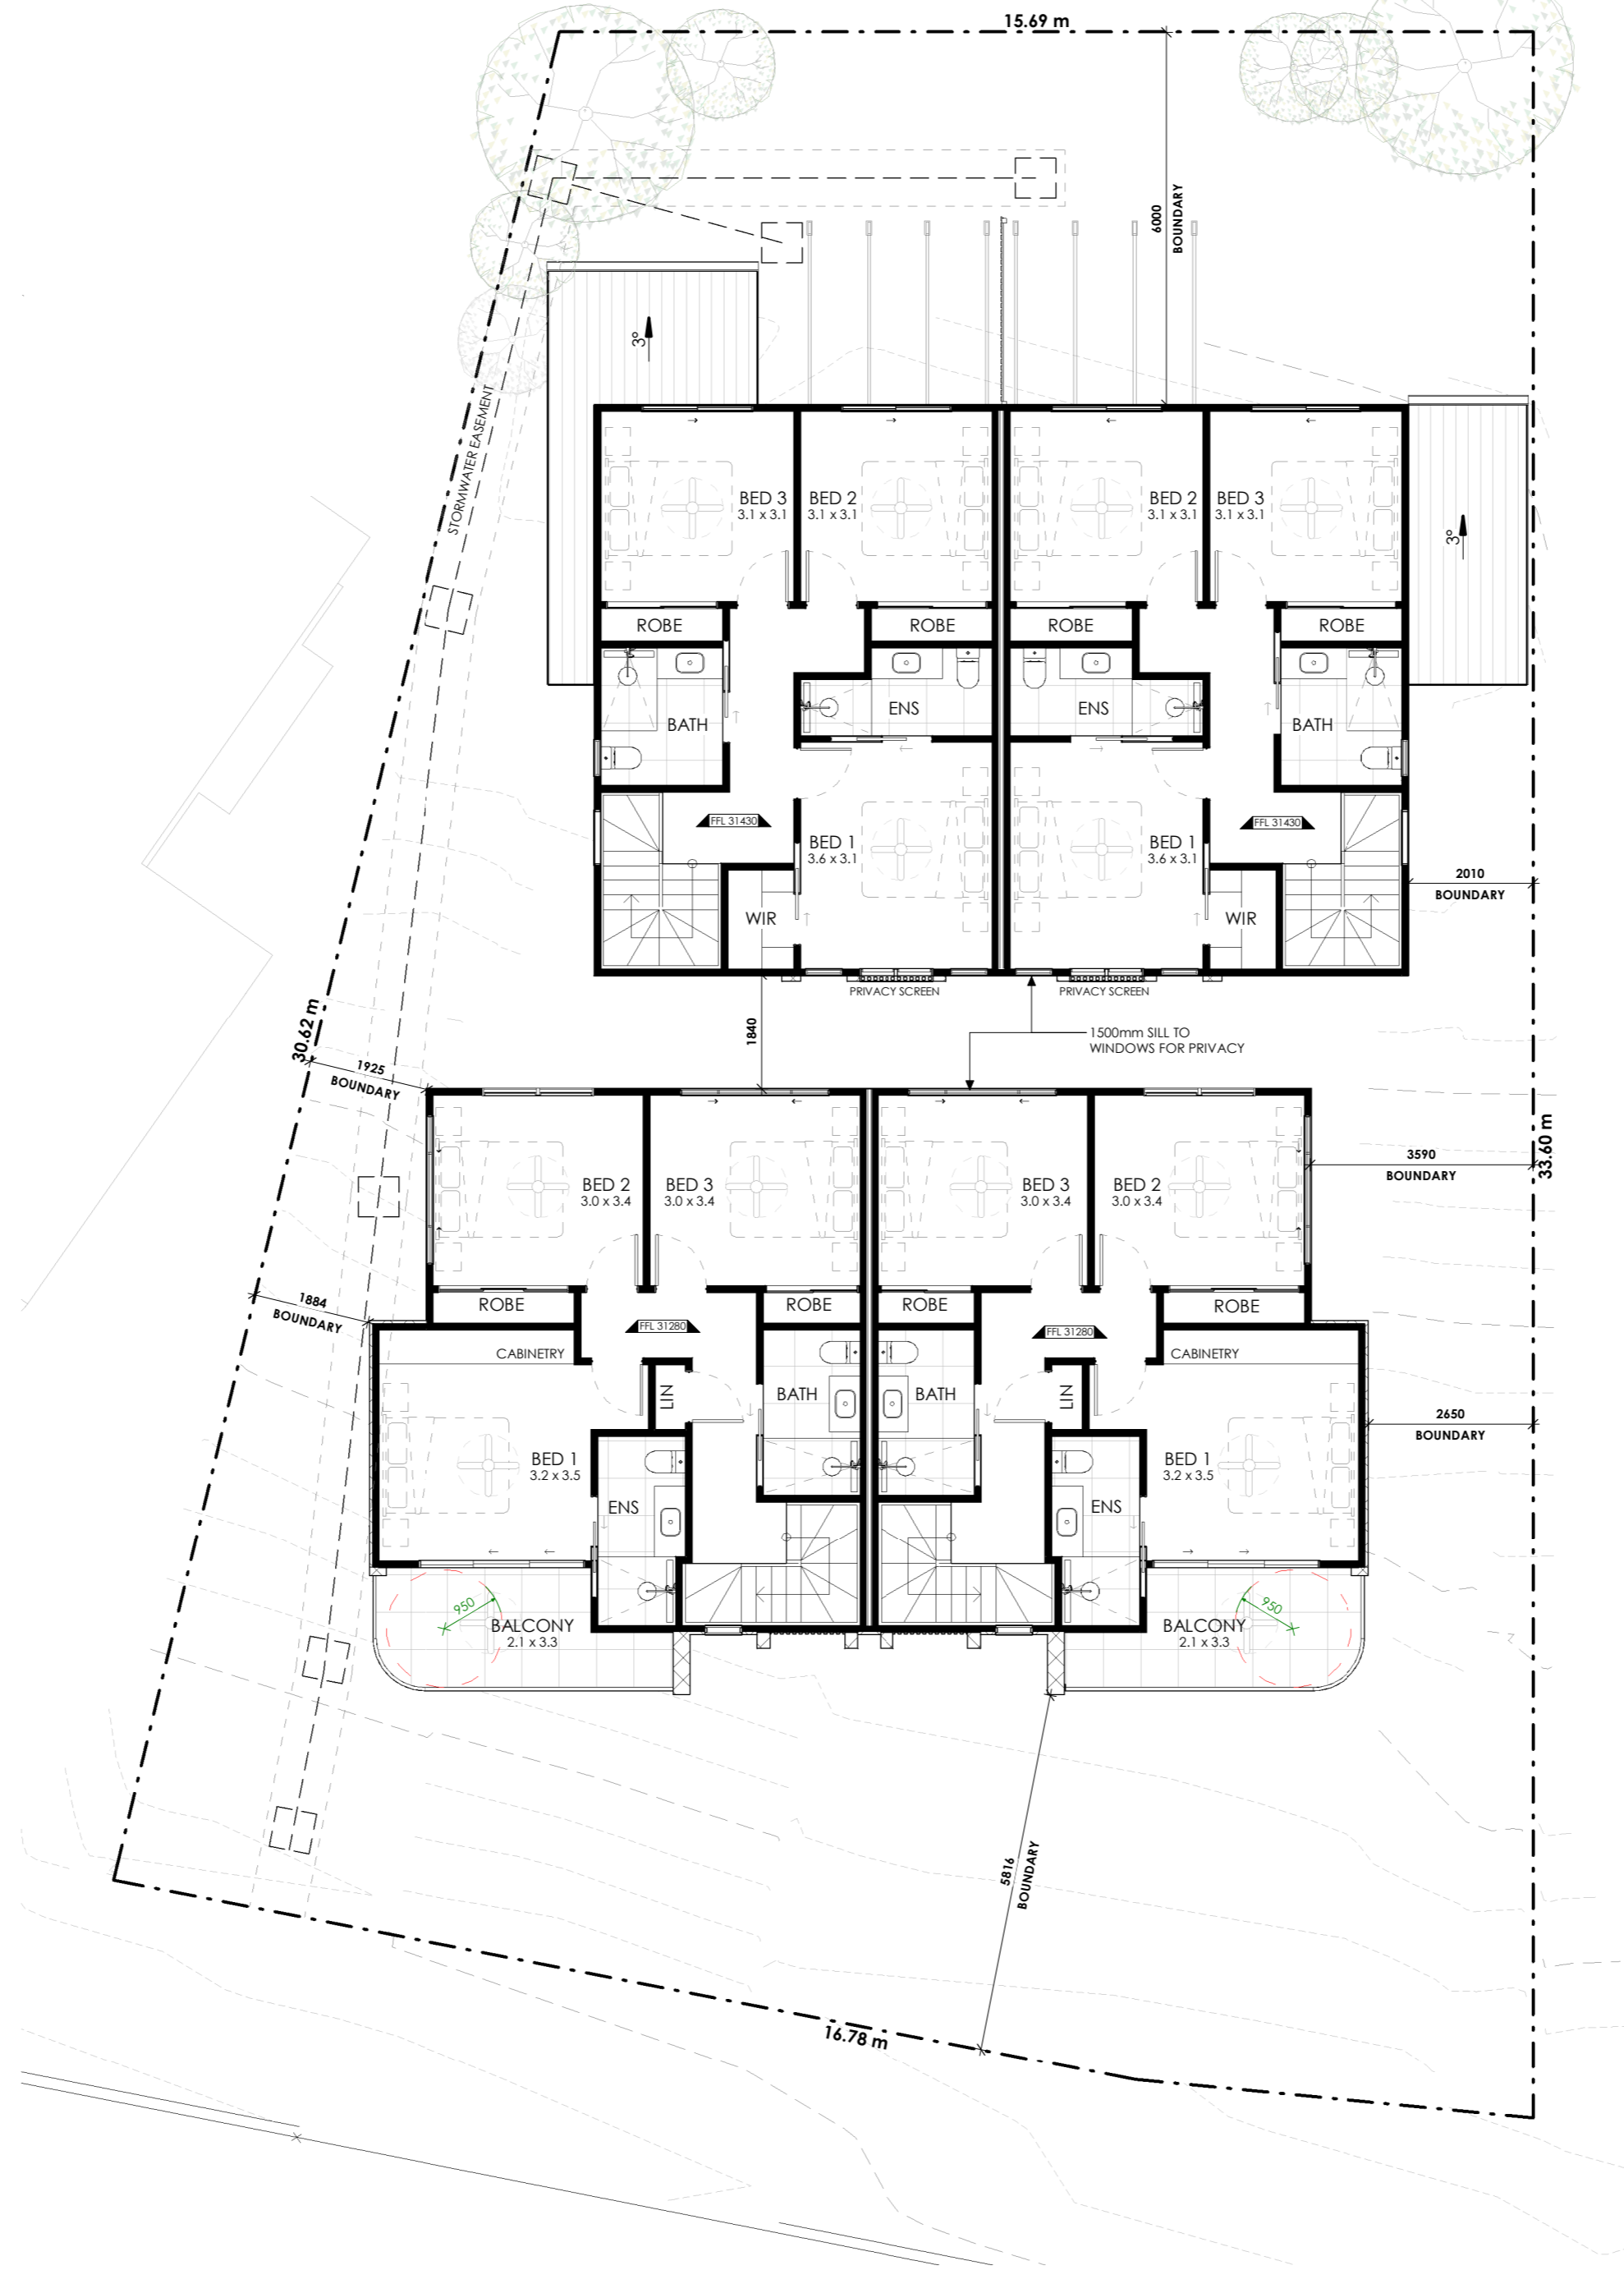 15.69 m
6000
BOUNDARY
3°
STORMWATER EASEMENT
BED 3
3.1 x 3.1
BED 2
3.1 x 3.1
BED 2
3.1 x 3.1
BED 3
3.1 x 3.1
3°
ROBE
ROBE
ROBE
ROBE
BATH
ENS
ENS
BATH
FFL 31430
FFL 31430
BED 1
3.6 x 3.1
BED 1
3.6 x 3.1
2010
BOUNDARY
WIR
WIR
PRIVACY SCREEN
PRIVACY SCREEN
30.62 m
1840
1500mm SILL TO
WINDOWS FOR PRIVACY
1925
BOUNDARY
33.60 m
3590
BOUNDARY
BED 2
3.0 x 3.4
BED 3
3.0 x 3.4
BED 3
3.0 x 3.4
BED 2
3.0 x 3.4
1884
BOUNDARY
ROBE
ROBE
ROBE
ROBE
FFL 31280
FFL 31280
CABINETRY
CABINETRY
LIN
BATH
BATH
LIN
2650
BOUNDARY
BED 1
3.2 x 3.5
BED 1
3.2 x 3.5
ENS
ENS
950
950
BALCONY
2.1 x 3.3
BALCONY
2.1 x 3.3
5816
BOUNDARY
16.78 m